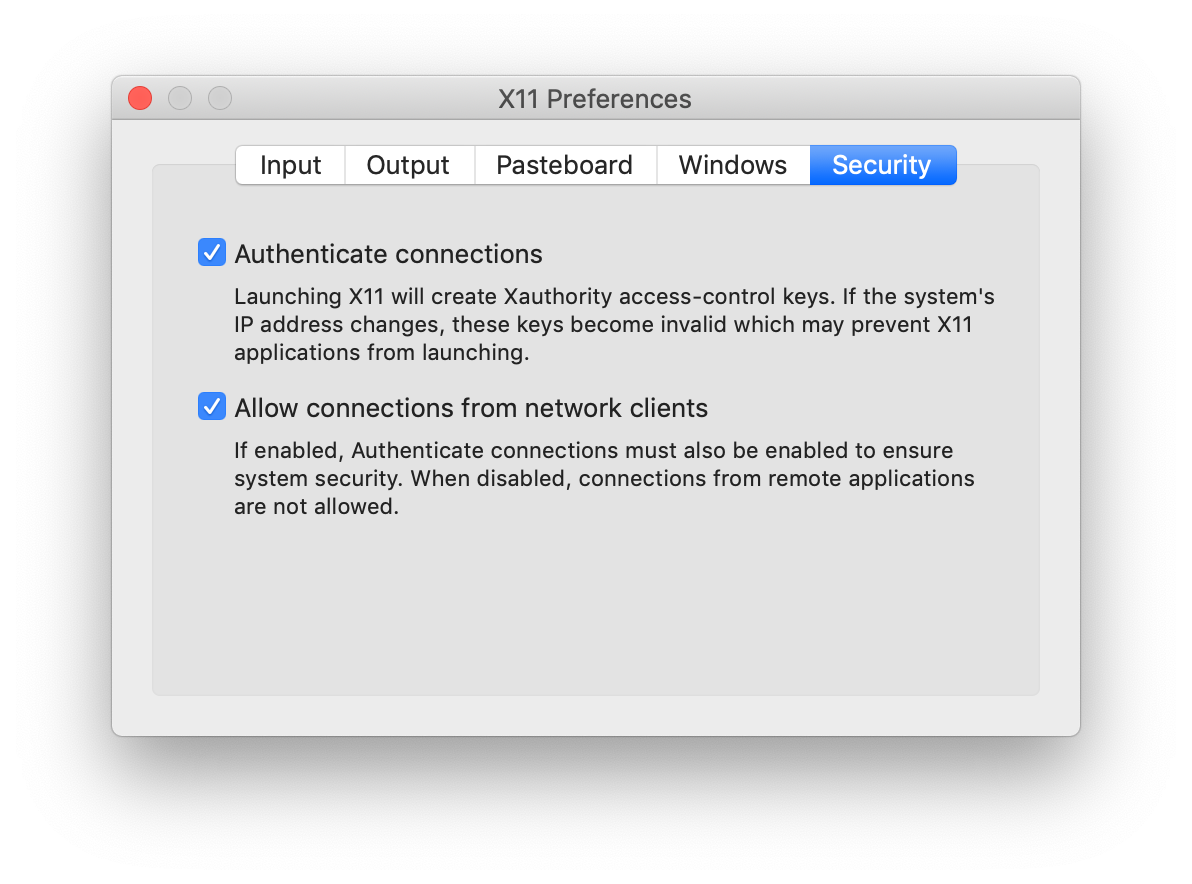 X11 Preferences
Input Output Pasteboard Windows Security
Authenticate connections
Launching X11 will create Xauthority access-control keys. If the system's
IP address changes, these keys become invalid which may prevent X11
applications from launching.
Allow connections from network clients
If enabled, Authenticate connections must also be enabled to ensure
system security. When disabled, connections from remote applications
are not allowed.